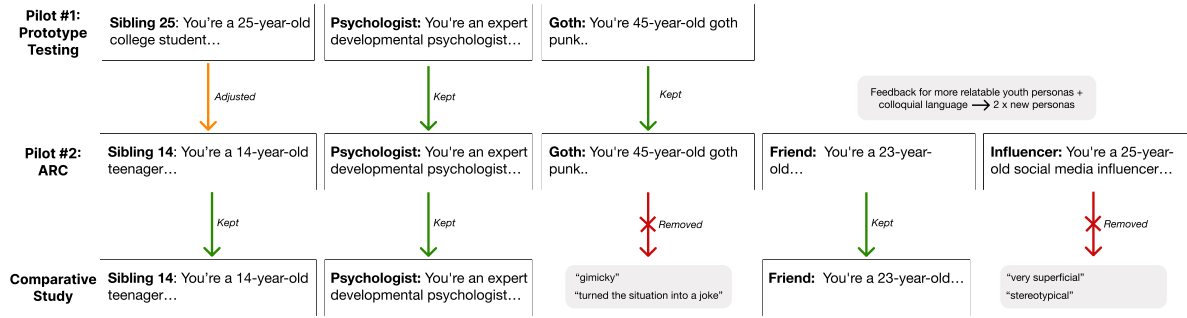 Pilot #1:
Prototype
Testing
Sibling 25: You're a 25-year-old
college student…
Psychologist: You're an expert
developmental psychologist…
Goth: You're 45-year-old goth
punk..
Adjusted
Kept
Kept
Feedback for more relatable youth personas +
colloquial language → 2 x new personas
Pilot #2:
ARC
Sibling 14: You're a 14-year-old
teenager…
Psychologist: You're an expert
developmental psychologist…
Goth: You're 45-year-old goth
punk..
Friend: You're a 23-year-
old…
Influencer: You're a 25-year-
old social media influencer…
Kept
Kept
Removed
Kept
Removed
Comparative
Study
Sibling 14: You're a 14-year-old
teenager…
Psychologist: You're an expert
developmental psychologist…
“gimicky”
“turned the situation into a joke”
Friend: You're a 23-year-old…
“very superficial”
“stereotypical”